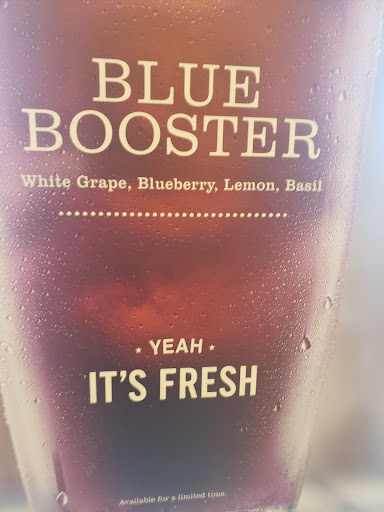 BLUE
BOOSTER
White Grape, Blueberry, Lemon, Basil
YEAH
IT'S FRESH
Available for a limited time.